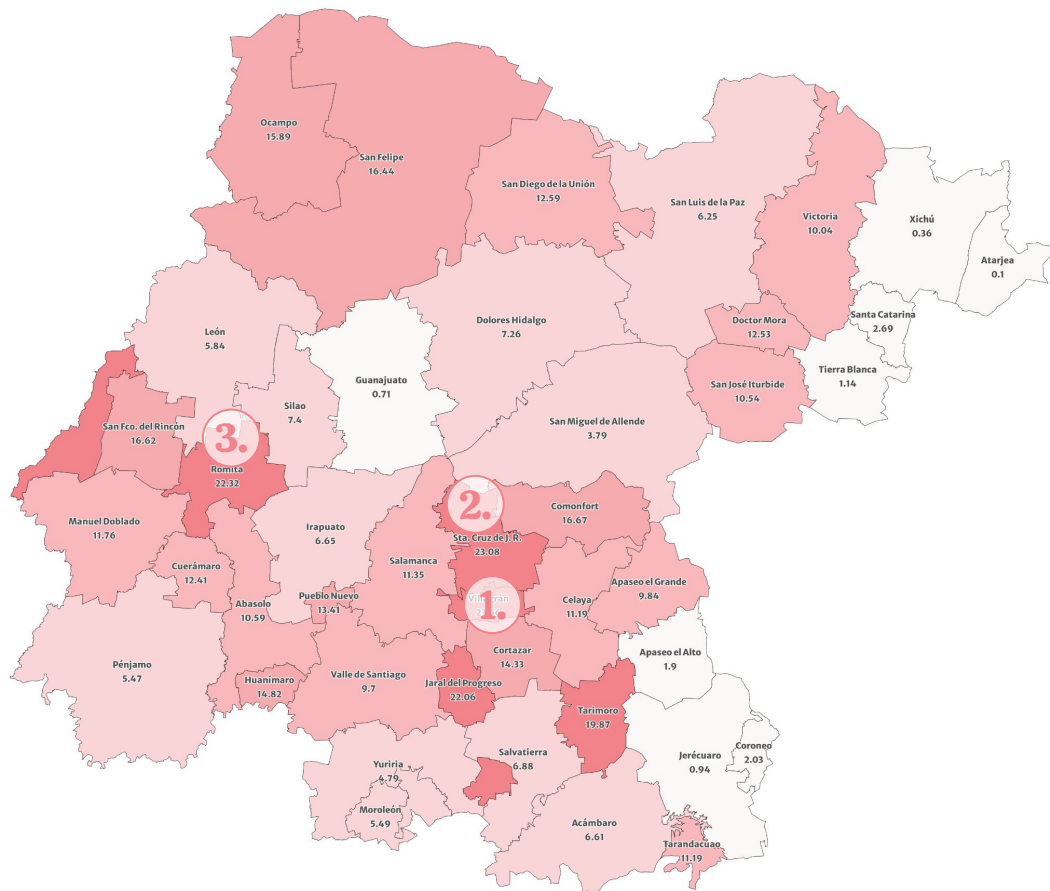 Ocampo
15.89
San Felipe
16.44
San Diego de la Unión
12.59
San Luis de la Paz
6.25
Victoria
10.04
Xichú
0.36
Atarjea
0.1
Santa Catarina
2.69
Doctor Mora
12.53
Tierra Blanca
1.14
San José Iturbide
10.54
Dolores Hidalgo
7.26
León
5.84
Guanajuato
0.71
Silao
7.4
San Miguel de Allende
3.79
San Fco. del Rincón
16.62
3.
Romita
22.32
2.
Sta. Cruz de J. R.
23.08
Comonfort
16.67
Manuel Doblado
11.76
Irapuato
6.65
Salamanca
11.35
Cuerámaro
12.41
Abasolo
10.59
Pueblo Nuevo
13.41
1.
Celaya
11.19
Apaseo el Grande
9.84
Cortazar
14.33
Apaseo el Alto
1.9
Pénjamo
5.47
Huanímaro
14.82
Valle de Santiago
9.7
Jaral del Progreso
22.06
Tarimoro
19.87
Salvatierra
6.88
Jerécuaro
0.94
Coroneo
2.03
Yuriria
4.79
Moroleón
5.49
Acámbaro
6.61
Tarandacuao
11.19